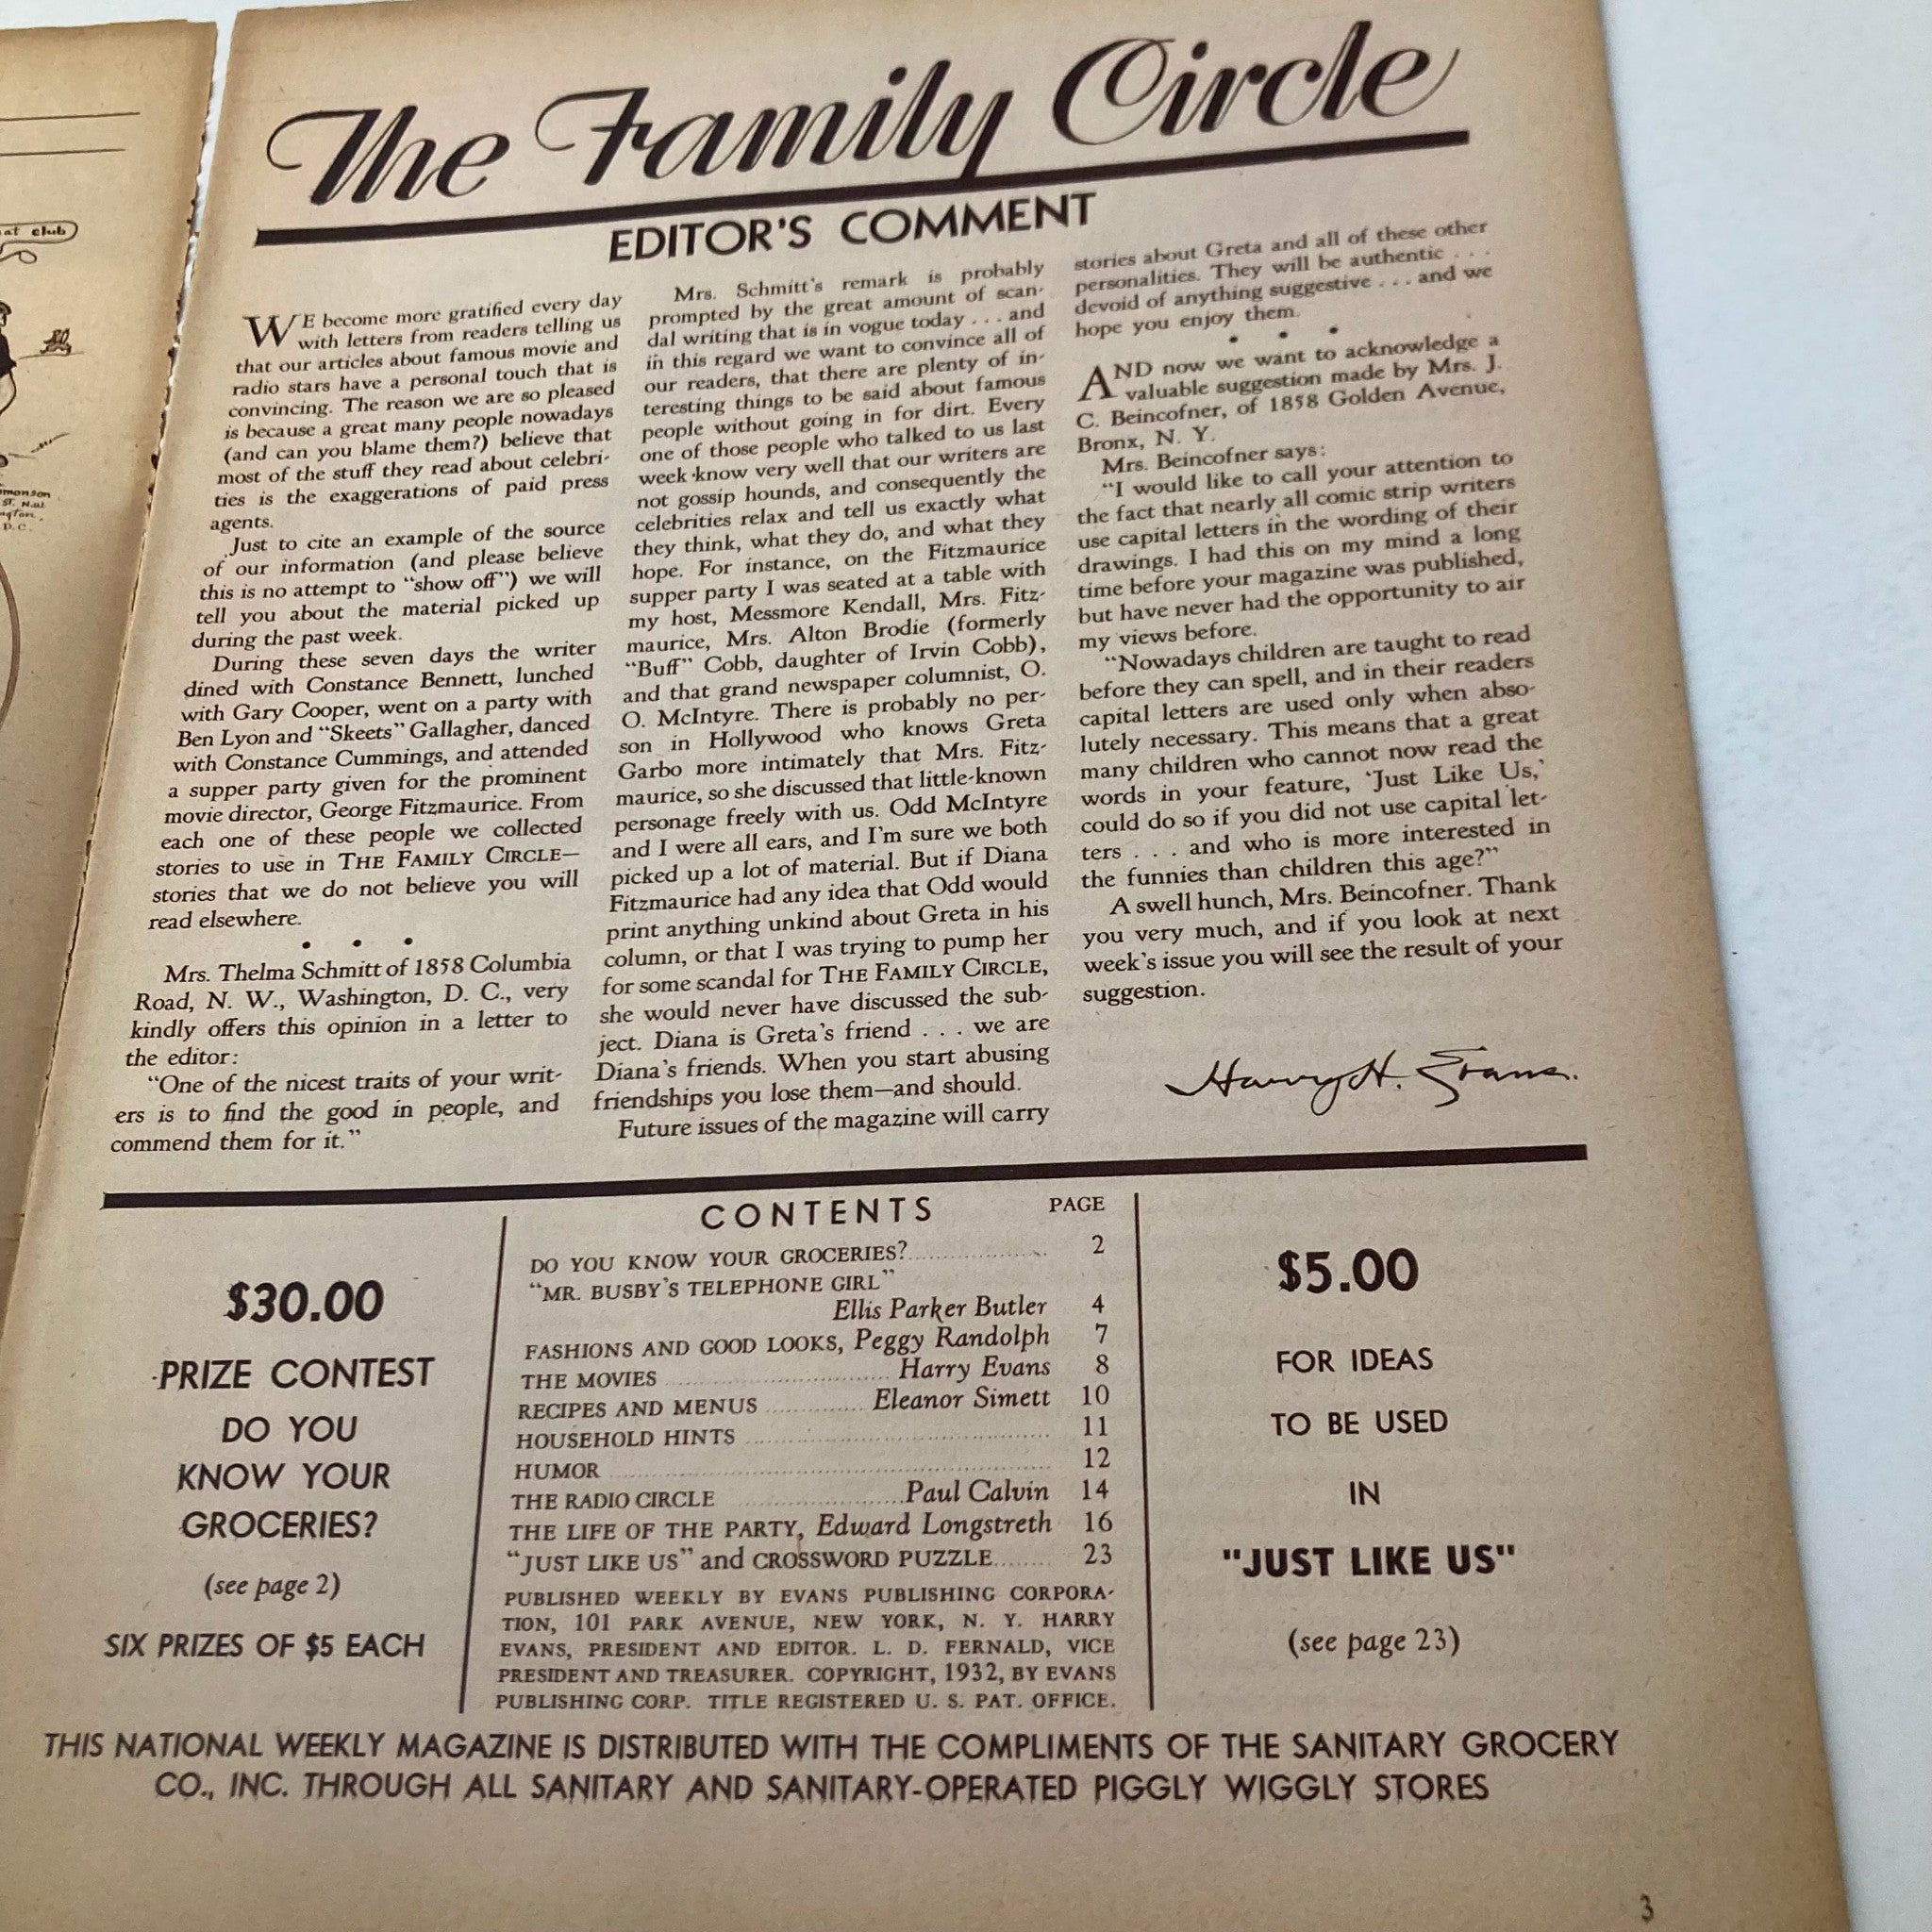 at club
monson
ST. N.W.
ngton,
D.C.
The Family Circle
EDITOR'S COMMENT
WE become more gratified every day
with letters from readers telling us
that our articles about famous movie and
radio stars have a personal touch that is
convincing. The reason we are so pleased
is because a great many people nowadays
(and can you blame them?) believe that
most of the stuff they read about celebri-
ties is the exaggerations of paid press
agents.
Just to cite an example of the source
of our information (and please believe
this is no attempt to “show off”) we will
tell you about the material picked up
during the past week.
During these seven days the writer
dined with Constance Bennett, lunched
with Gary Cooper, went on a party with
Ben Lyon and “Skeets” Gallagher, danced
with Constance Cummings, and attended
a supper party given for the prominent
movie director, George Fitzmaurice. From
each one of these people we collected
stories to use in THE FAMILY CIRCLE—
stories that we do not believe you will
read elsewhere.
• • •
Mrs. Thelma Schmitt of 1858 Columbia
Road, N. W., Washington, D. C., very
kindly offers this opinion in a letter to
the editor:
“One of the nicest traits of your writ-
ers is to find the good in people, and
commend them for it.”
Mrs. Schmitt's remark is probably
prompted by the great amount of scan-
dal writing that is in vogue today . . . and
in this regard we want to convince all of
our readers, that there are plenty of in-
teresting things to be said about famous
people without going in for dirt. Every
one of those people who talked to us last
week know very well that our writers are
not gossip hounds, and consequently the
celebrities relax and tell us exactly what
they think, what they do, and what they
hope. For instance, on the Fitzmaurice
supper party I was seated at a table with
my host, Messmore Kendall, Mrs. Fitz-
maurice, Mrs. Alton Brodie (formerly
“Buff” Cobb, daughter of Irvin Cobb),
and that grand newspaper columnist, O.
O. McIntyre. There is probably no per-
son in Hollywood who knows Greta
Garbo more intimately that Mrs. Fitz-
maurice, so she discussed that little-known
personage freely with us. Odd McIntyre
and I were all ears, and I'm sure we both
picked up a lot of material. But if Diana
Fitzmaurice had any idea that Odd would
print anything unkind about Greta in his
column, or that I was trying to pump her
for some scandal for THE FAMILY CIRCLE,
she would never have discussed the sub-
ject. Diana is Greta's friend . . . we are
Diana's friends. When you start abusing
friendships you lose them—and should.
Future issues of the magazine will carry
stories about Greta and all of these other
personalities. They will be authentic . . .
devoid of anything suggestive . . . and we
hope you enjoy them.
• • •
AND now we want to acknowledge a
valuable suggestion made by Mrs. J.
C. Beincofner, of 1858 Golden Avenue,
Bronx, N. Y.
Mrs. Beincofner says:
“I would like to call your attention to
the fact that nearly all comic strip writers
use capital letters in the wording of their
drawings. I had this on my mind a long
time before your magazine was published,
but have never had the opportunity to air
my views before.
“Nowadays children are taught to read
before they can spell, and in their readers
capital letters are used only when abso-
lutely necessary. This means that a great
many children who cannot now read the
words in your feature, ‘Just Like Us,’
could do so if you did not use capital let-
ters . . . and who is more interested in
the funnies than children this age?”
A swell hunch, Mrs. Beincofner. Thank
you very much, and if you look at next
week's issue you will see the result of your
suggestion.
Harry H. Evans.
$30.00
PRIZE CONTEST
DO YOU
KNOW YOUR
GROCERIES?
(see page 2)
SIX PRIZES OF $5 EACH
CONTENTS PAGE
DO YOU KNOW YOUR GROCERIES? 2
“MR. BUSBY'S TELEPHONE GIRL”
Ellis Parker Butler 4
FASHIONS AND GOOD LOOKS, Peggy Randolph 7
THE MOVIES Harry Evans 8
RECIPES AND MENUS Eleanor Simett 10
HOUSEHOLD HINTS 11
HUMOR 12
THE RADIO CIRCLE Paul Calvin 14
THE LIFE OF THE PARTY, Edward Longstreth 16
“JUST LIKE US” and CROSSWORD PUZZLE 23
PUBLISHED WEEKLY BY EVANS PUBLISHING CORPORA-
TION, 101 PARK AVENUE, NEW YORK, N. Y. HARRY
EVANS, PRESIDENT AND EDITOR. L. D. FERNALD, VICE
PRESIDENT AND TREASURER. COPYRIGHT, 1932, BY EVANS
PUBLISHING CORP. TITLE REGISTERED U. S. PAT. OFFICE.
$5.00
FOR IDEAS
TO BE USED
IN
"JUST LIKE US"
(see page 23)
THIS NATIONAL WEEKLY MAGAZINE IS DISTRIBUTED WITH THE COMPLIMENTS OF THE SANITARY GROCERY
CO., INC. THROUGH ALL SANITARY AND SANITARY-OPERATED PIGGLY WIGGLY STORES
3